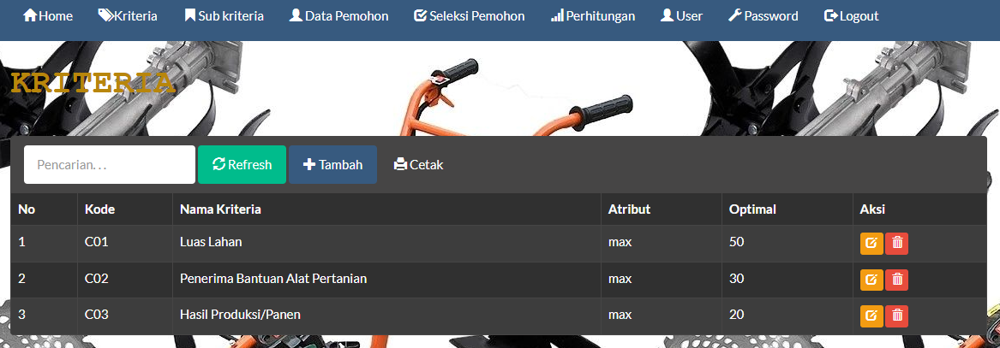 Home Kriteria Sub kriteria Data Pemohon Seleksi Pemohon Perhitungan User Password Logout
KRITERIA
Pencarian... Refresh Tambah Cetak
No Kode Nama Kriteria Atribut Optimal Aksi
1 C01 Luas Lahan max 50
2 C02 Penerima Bantuan Alat Pertanian max 30
3 C03 Hasil Produksi/Panen max 20